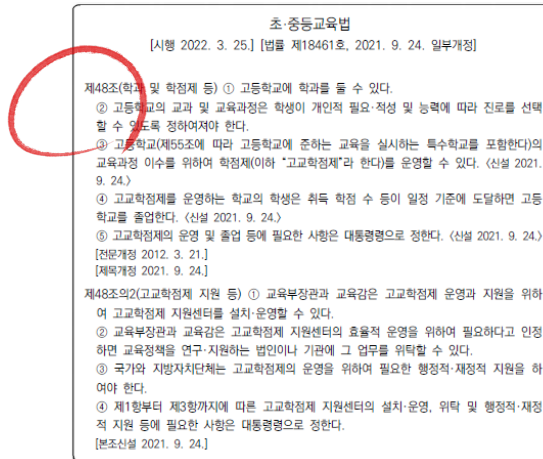 초·중등교육법
[시행 2022. 3. 25.] [법률 제18461호, 2021. 9. 24. 일부개정]
제48조(학과 및 학점제 등) ① 고등학교에 학과를 둘 수 있다.
② 고등학교의 교과 및 교육과정은 학생이 개인적 필요·적성 및 능력에 따라 진로를 선택
할 수 있도록 정하여져야 한다.
③ 고등학교(제55조에 따라 고등학교에 준하는 교육을 실시하는 특수학교를 포함한다)의
교육과정 이수를 위하여 학점제(이하 “고교학점제”라 한다)를 운영할 수 있다. <신설 2021.
9. 24.>
④ 고교학점제를 운영하는 학교의 학생은 취득 학점 수 등이 일정 기준에 도달하면 고등
학교를 졸업한다. <신설 2021. 9. 24.>
⑤ 고교학점제의 운영 및 졸업 등에 필요한 사항은 대통령령으로 정한다. <신설 2021. 9. 24.>
[전문개정 2012. 3. 21.]
[제목개정 2021. 9. 24.]
제48조의2(고교학점제 지원 등) ① 교육부장관과 교육감은 고교학점제 운영과 지원을 위하
여 고교학점제 지원센터를 설치·운영할 수 있다.
② 교육부장관과 교육감은 고교학점제 지원센터의 효율적 운영을 위하여 필요하다고 인정
하면 교육정책을 연구·지원하는 법인이나 기관에 그 업무를 위탁할 수 있다.
③ 국가와 지방자치단체는 고교학점제의 운영을 위하여 필요한 행정적·재정적 지원을 하
여야 한다.
④ 제1항부터 제3항까지에 따른 고교학점제 지원센터의 설치·운영, 위탁 및 행정적·재정
적 지원 등에 필요한 사항은 대통령령으로 정한다.
[본조신설 2021. 9. 24.]